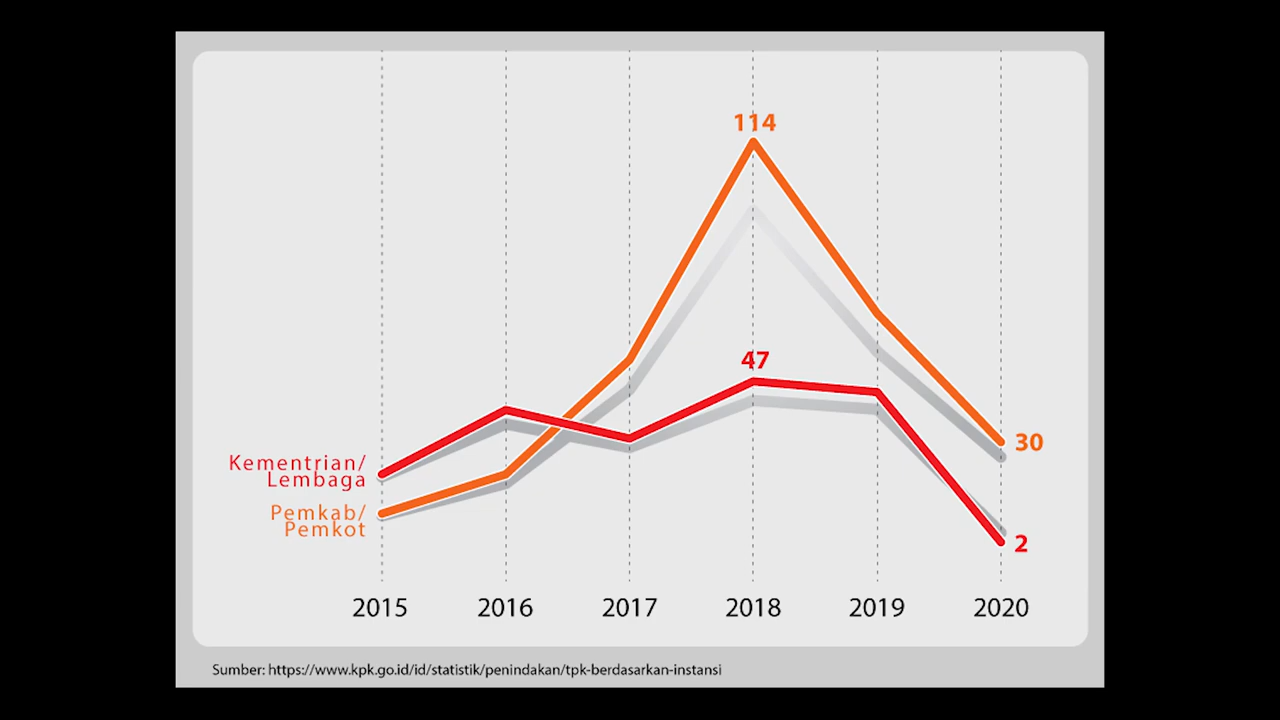 114
47
Kementrian/
Lembaga
30
Pemkab/
Pemkot
2
2015 2016 2017 2018 2019 2020
Sumber: https://www.kpk.go.id/id/statistik/penindakan/tpk-berdasarkan-instansi